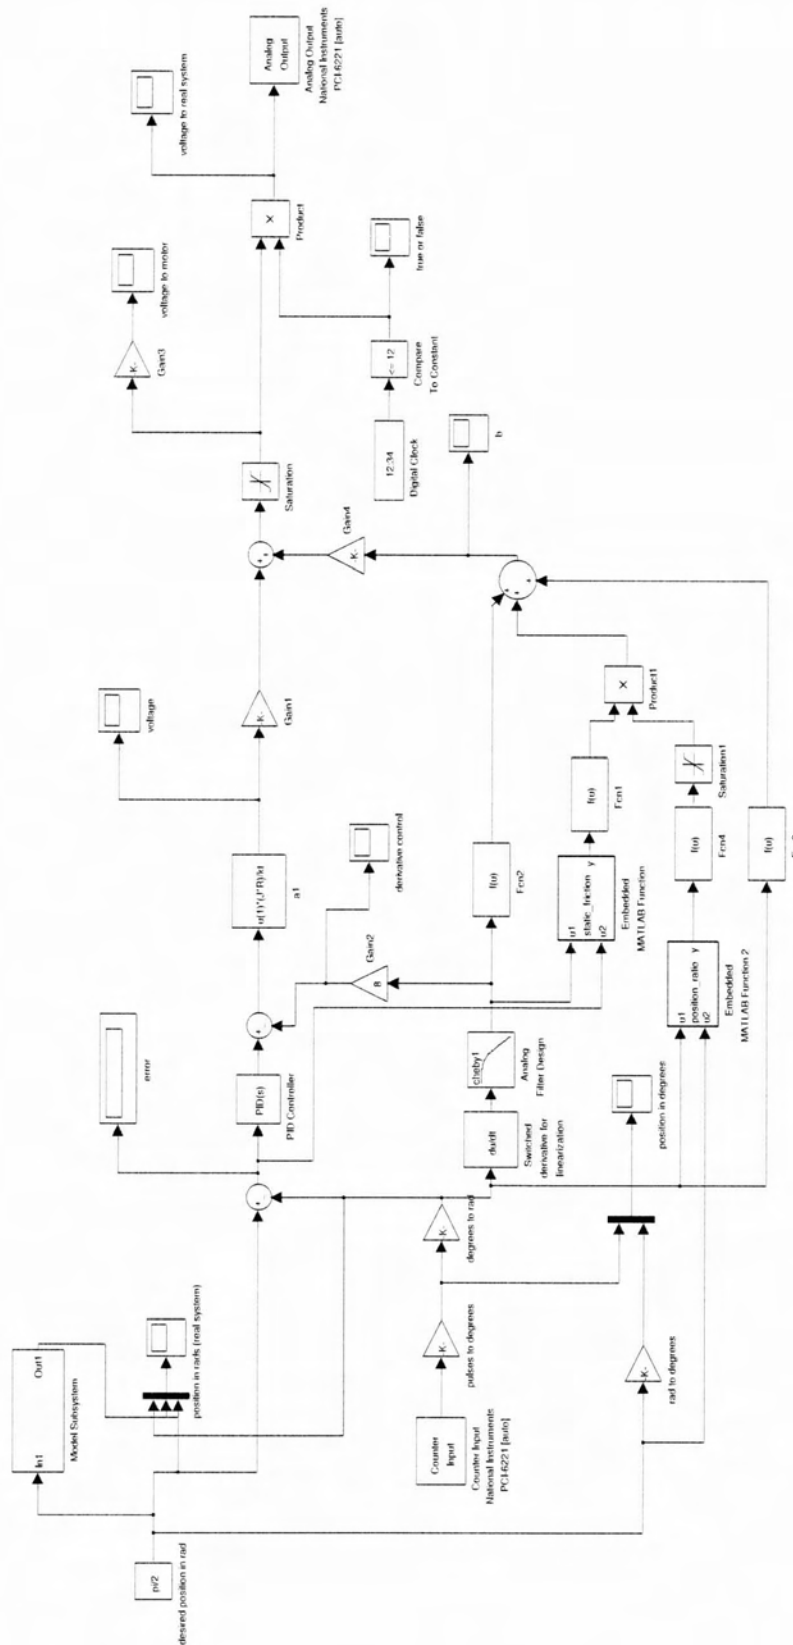 pi/2
desired position in rad
In1
Out1
Model Subsystem
position in rads (real system)
error
PID(s)
PID Controller
u(1)*(J*R)/kt
a1
voltage
-K-
Gain1
Saturation
-K-
Gain3
voltage to motor
×
Product
voltage to real system
Analog
Output
Analog Output
National Instruments
PCI-6221 [auto]
12:34
Digital Clock
<= 12
Compare
To Constant
true or false
-K-
Gain4
b
8
Gain2
derivative control
Counter
Input
Counter Input
National Instruments
PCI-6221 [auto]
-K-
pulses to degrees
-K-
degrees to rad
du/dt
Switched
derivative for
linearization
cheby1
Analog
Filter Design
f(u)
Fcn2
u1
static_friction
y
u2
Embedded
MATLAB Function
f(u)
Fcn1
×
Product1
-K-
rad to degrees
position in degrees
u1
position_ratio
y
u2
Embedded
MATLAB Function 2
f(u)
Fcn4
Saturation1
f(u)